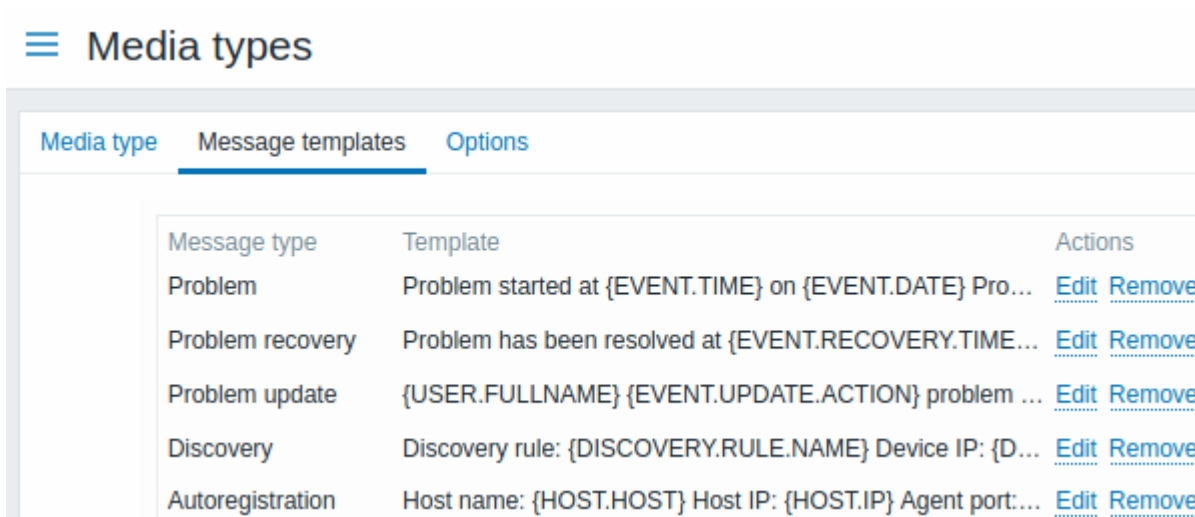 Media types
Media type Message templates Options
Message type Template Actions
Problem Problem started at {EVENT.TIME} on {EVENT.DATE} Pro… Edit Remove
Problem recovery Problem has been resolved at {EVENT.RECOVERY.TIME… Edit Remove
Problem update {USER.FULLNAME} {EVENT.UPDATE.ACTION} problem … Edit Remove
Discovery Discovery rule: {DISCOVERY.RULE.NAME} Device IP: {D… Edit Remove
Autoregistration Host name: {HOST.HOST} Host IP: {HOST.IP} Agent port:… Edit Remove